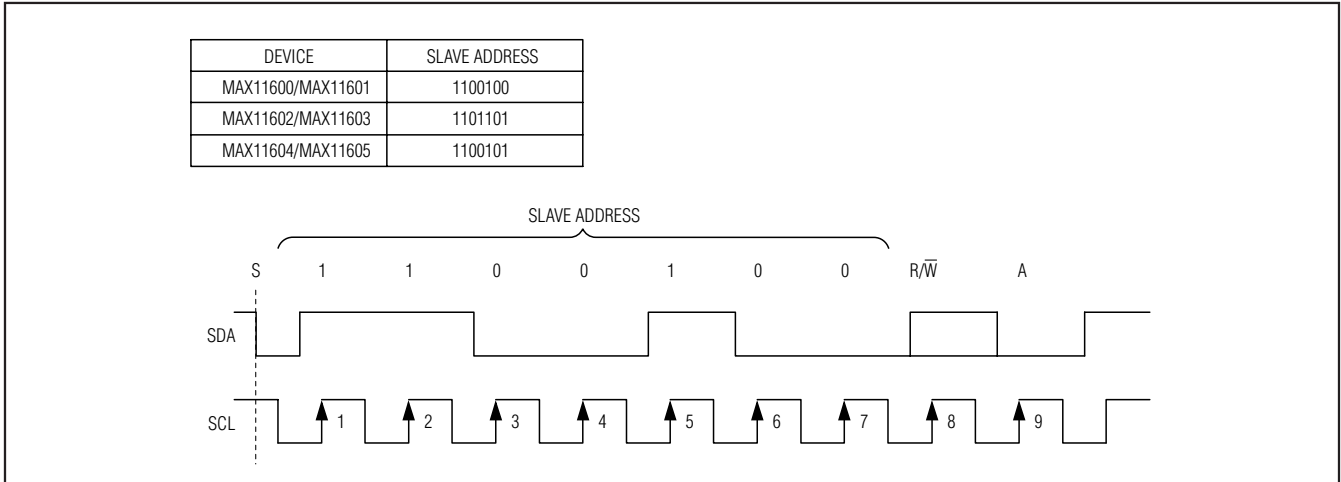 DEVICE SLAVE ADDRESS
MAX11600/MAX11601 1100100
MAX11602/MAX11603 1101101
MAX11604/MAX11605 1100101
SLAVE ADDRESS
S 1 1 0 0 1 0 0 R/W̅ A
SDA
SCL 1 2 3 4 5 6 7 8 9